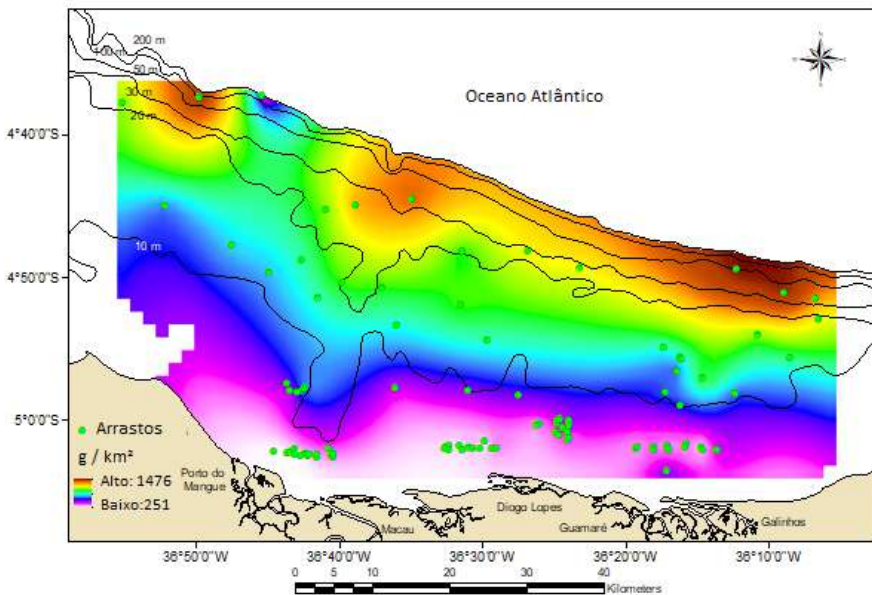 200 m
100 m
50 m
30 m
20 m
10 m
N
Oceano Atlântico
4°40'0"S
4°50'0"S
5°0'0"S
Arrastos
g / km²
Alto: 1476
Baixo:251
Porto do
Mangue
Macau
Diogo Lopes
Guamaré
Galinhos
36°50'0"W
36°40'0"W
36°30'0"W
36°20'0"W
36°10'0"W
0 5 10 20 30 40
Kilometers